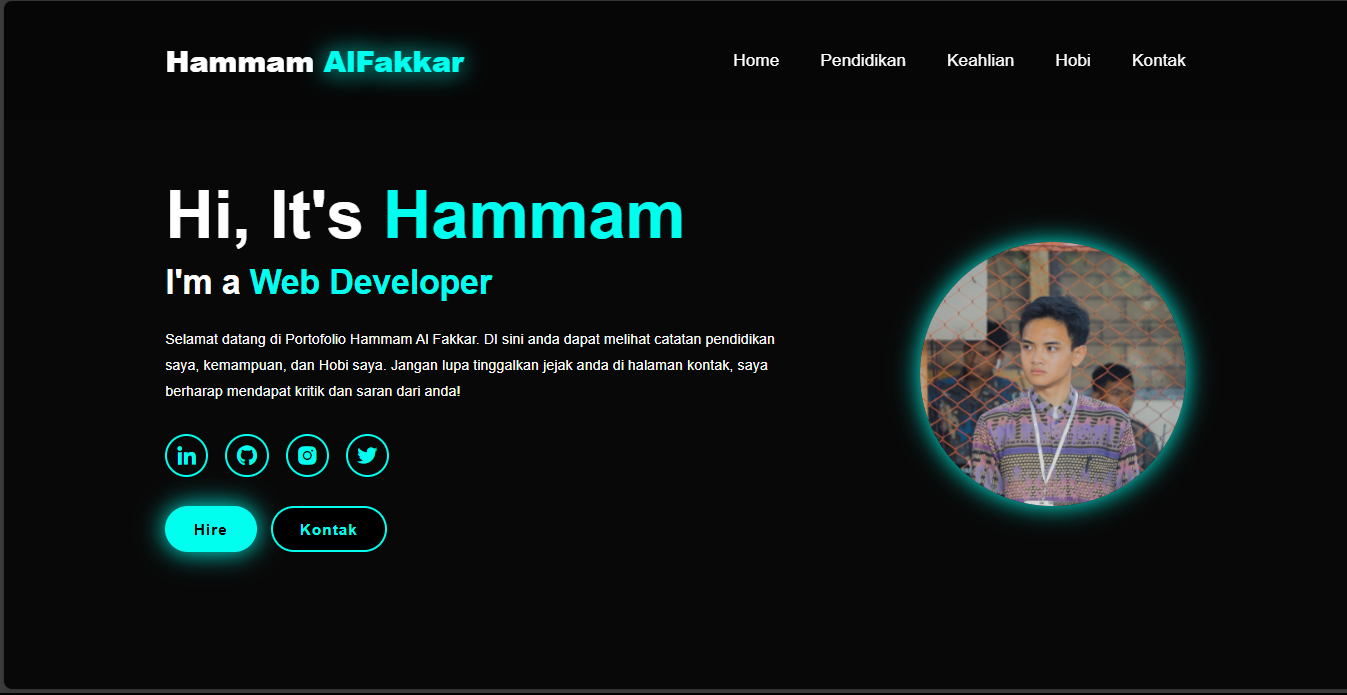 Hammam AlFakkar
Home Pendidikan Keahlian Hobi Kontak
Hi, It's Hammam
I'm a Web Developer
Selamat datang di Portofolio Hammam Al Fakkar. DI sini anda dapat melihat catatan pendidikan
saya, kemampuan, dan Hobi saya. Jangan lupa tinggalkan jejak anda di halaman kontak, saya
berharap mendapat kritik dan saran dari anda!
in
Hire Kontak